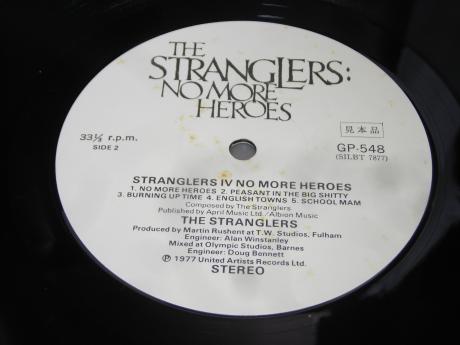 THE
STRANGLERS:
NO MORE
HEROES
33⅓ r.p.m.
SIDE 2
見本品
GP-548
(SILBT 7877)
STRANGLERS IV NO MORE HEROES
1. NO MORE HEROES 2. PEASANT IN THE BIG SHITTY
3. BURNING UP TIME 4. ENGLISH TOWNS 5. SCHOOL MAM
Composed by The Stranglers
Published by April Music Ltd./Albion Music
THE STRANGLERS
Produced by Martin Rushent at T.W. Studios, Fulham
Engineer: Alan Winstanley
Mixed at Olympic Studios, Barnes
Engineer: Doug Bennett
℗ 1977 United Artists Records Ltd.
STEREO